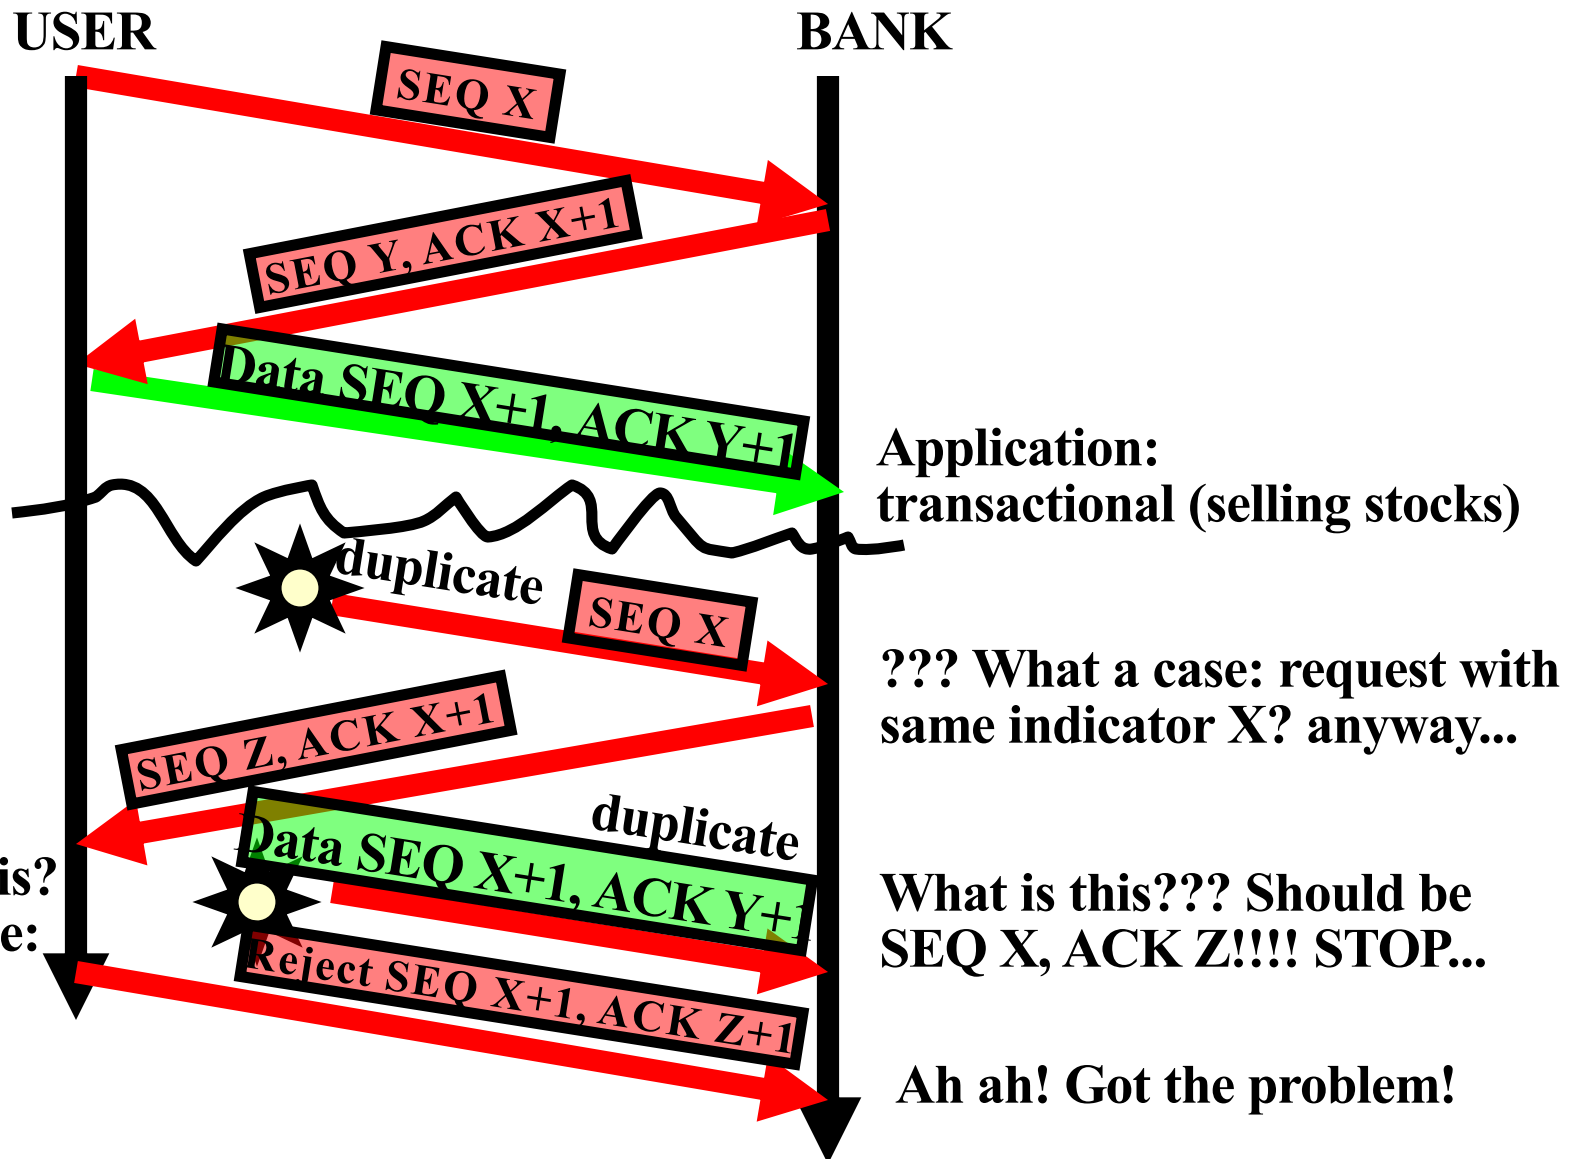 USER
BANK
SEQ X
SEQ Y, ACK X+1
Data SEQ X+1, ACK Y+1
Application:
transactional (selling stocks)
duplicate
SEQ X
??? What a case: request with
same indicator X? anyway...
SEQ Z, ACK X+1
duplicate
Data SEQ X+1, ACK Y+1
is?
e:
What is this??? Should be
SEQ X, ACK Z!!!! STOP...
Reject SEQ X+1, ACK Z+1
Ah ah! Got the problem!